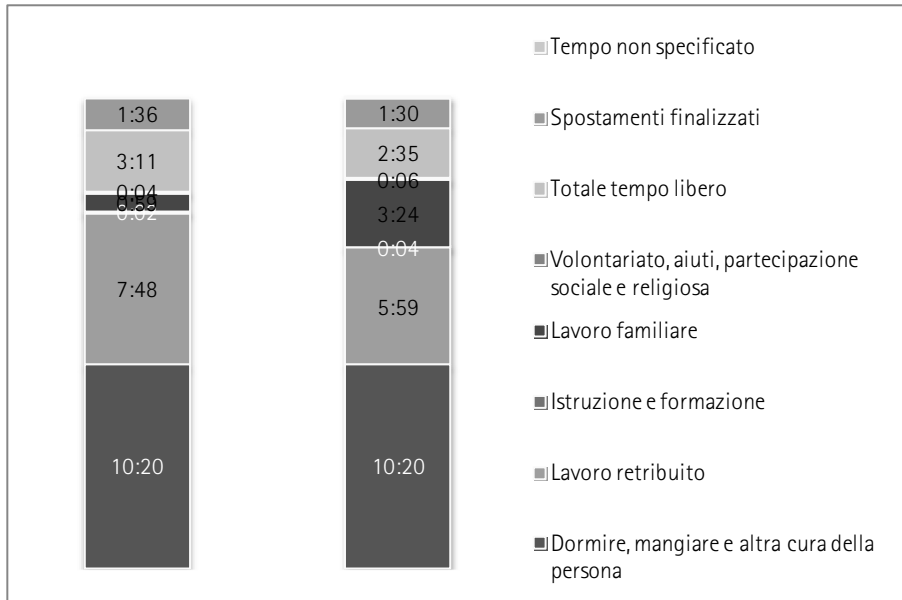 1:36
3:11
0:04
0:02
7:48
10:20
1:30
2:35
0:06
3:24
0:04
5:59
10:20
Tempo non specificato
Spostamenti finalizzati
Totale tempo libero
Volontariato, aiuti, partecipazione
sociale e religiosa
Lavoro familiare
Istruzione e formazione
Lavoro retribuito
Dormire, mangiare e altra cura della
persona